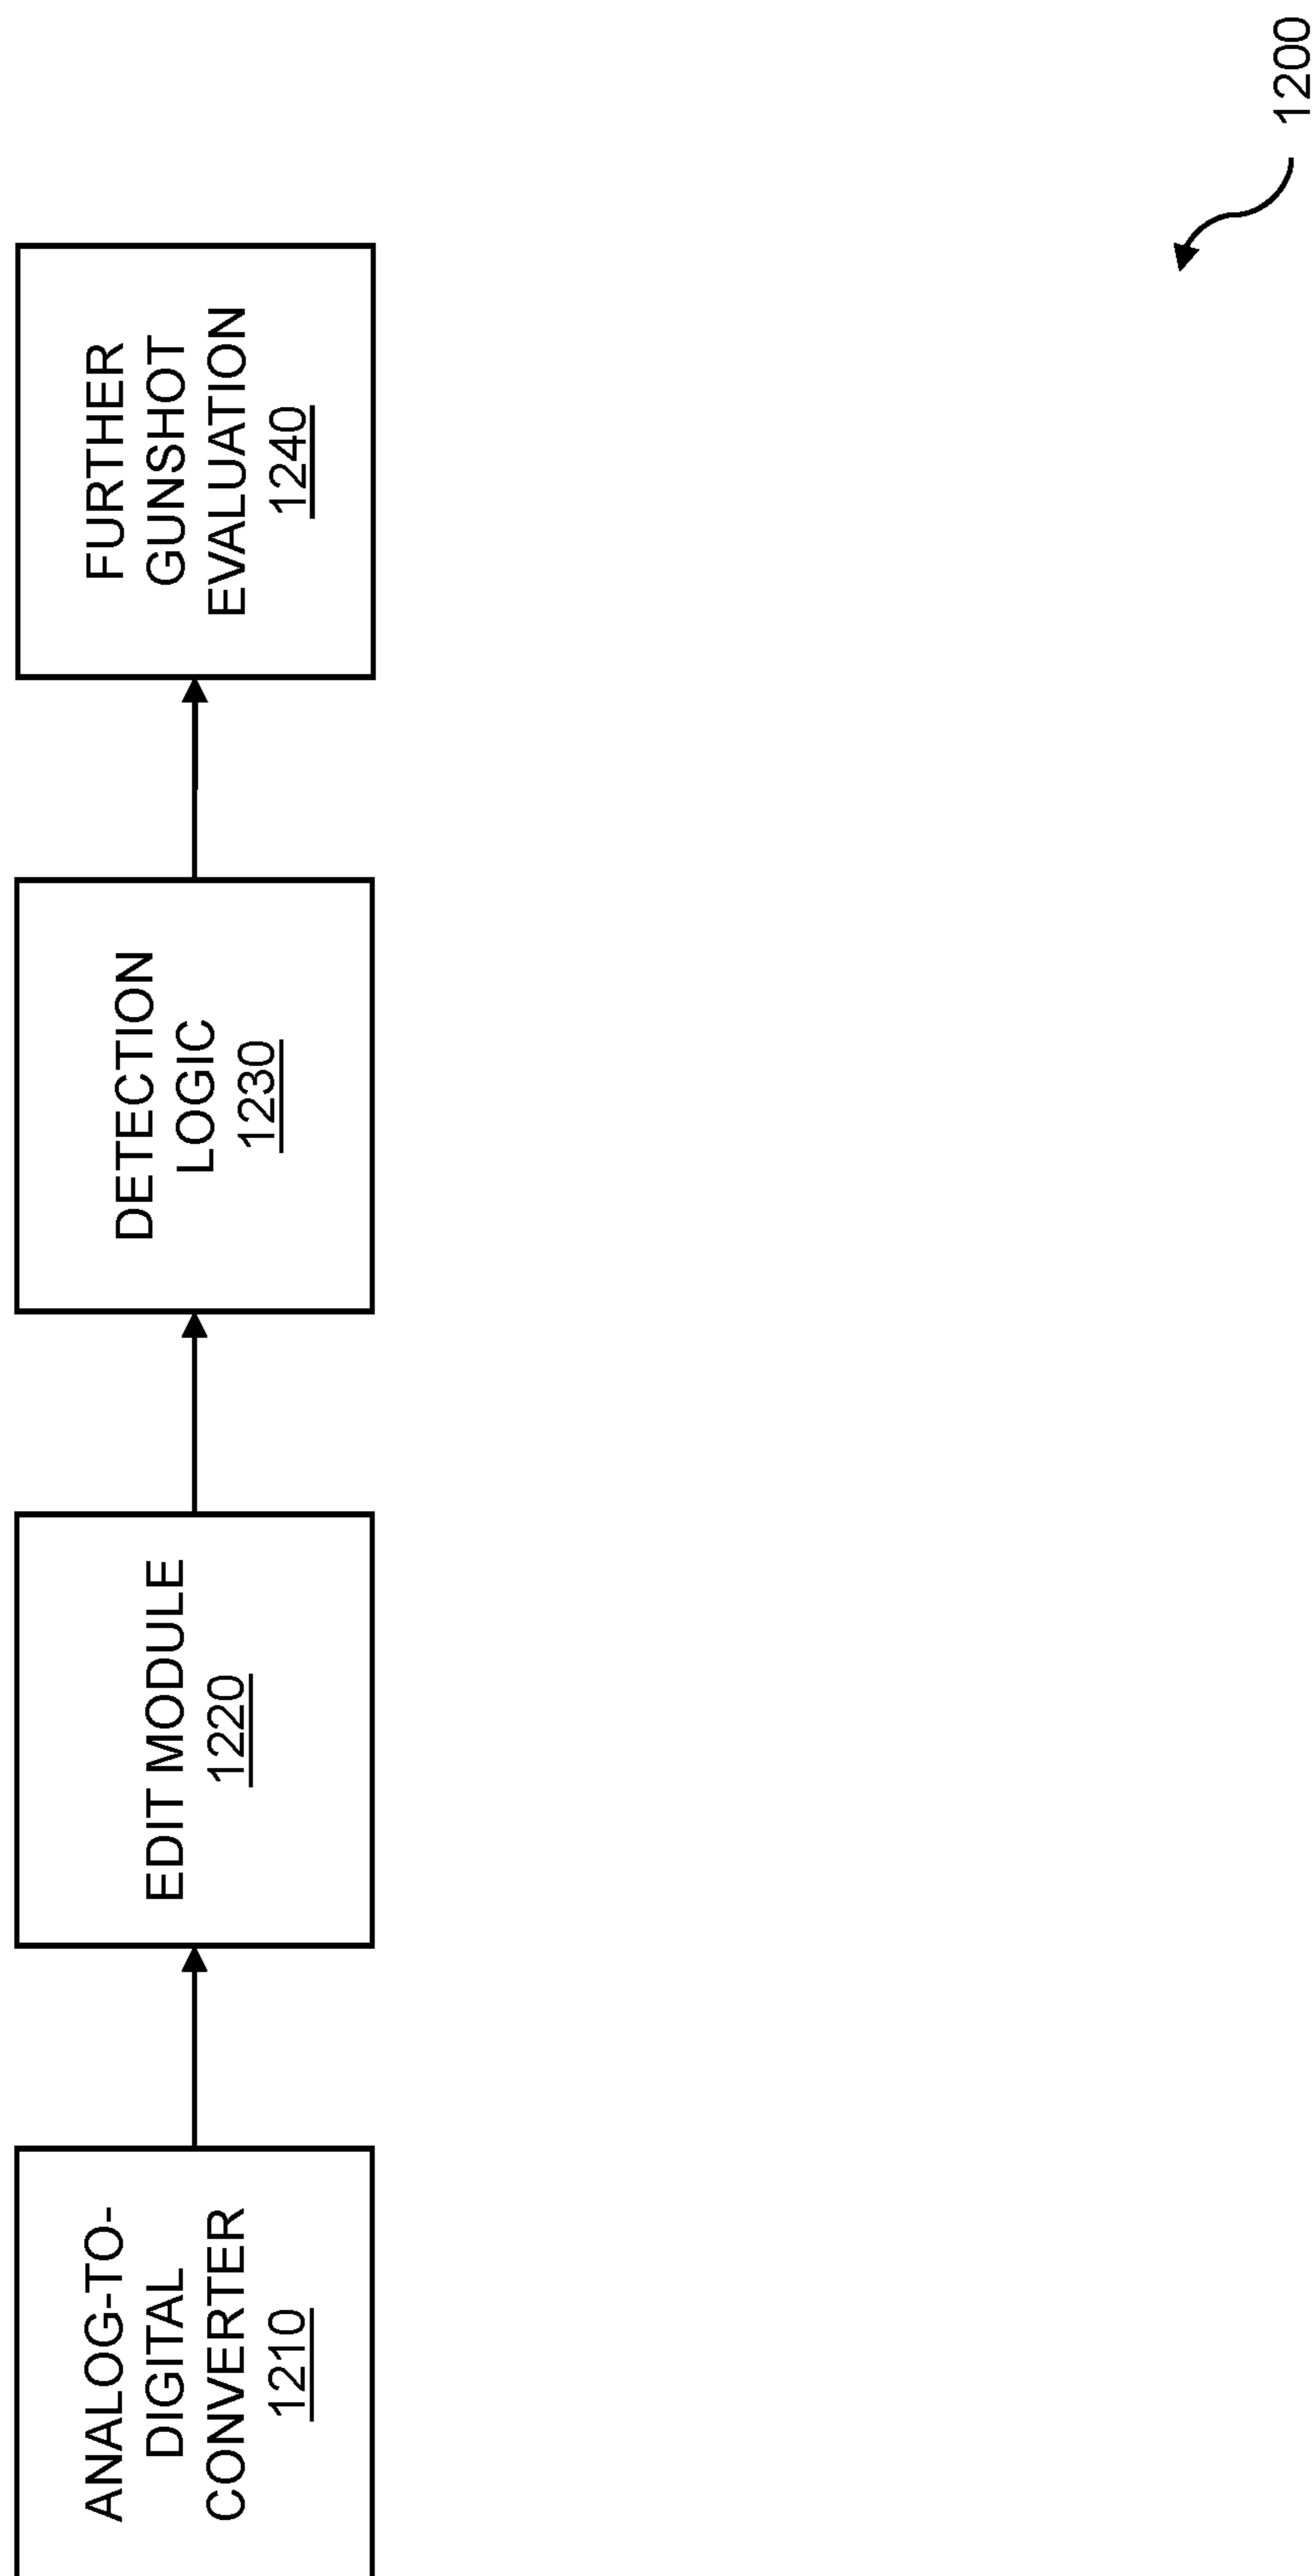 ANALOG-TO-
DIGITAL
CONVERTER
1210
EDIT MODULE
1220
DETECTION
LOGIC
1230
FURTHER
GUNSHOT
EVALUATION
1240
1200